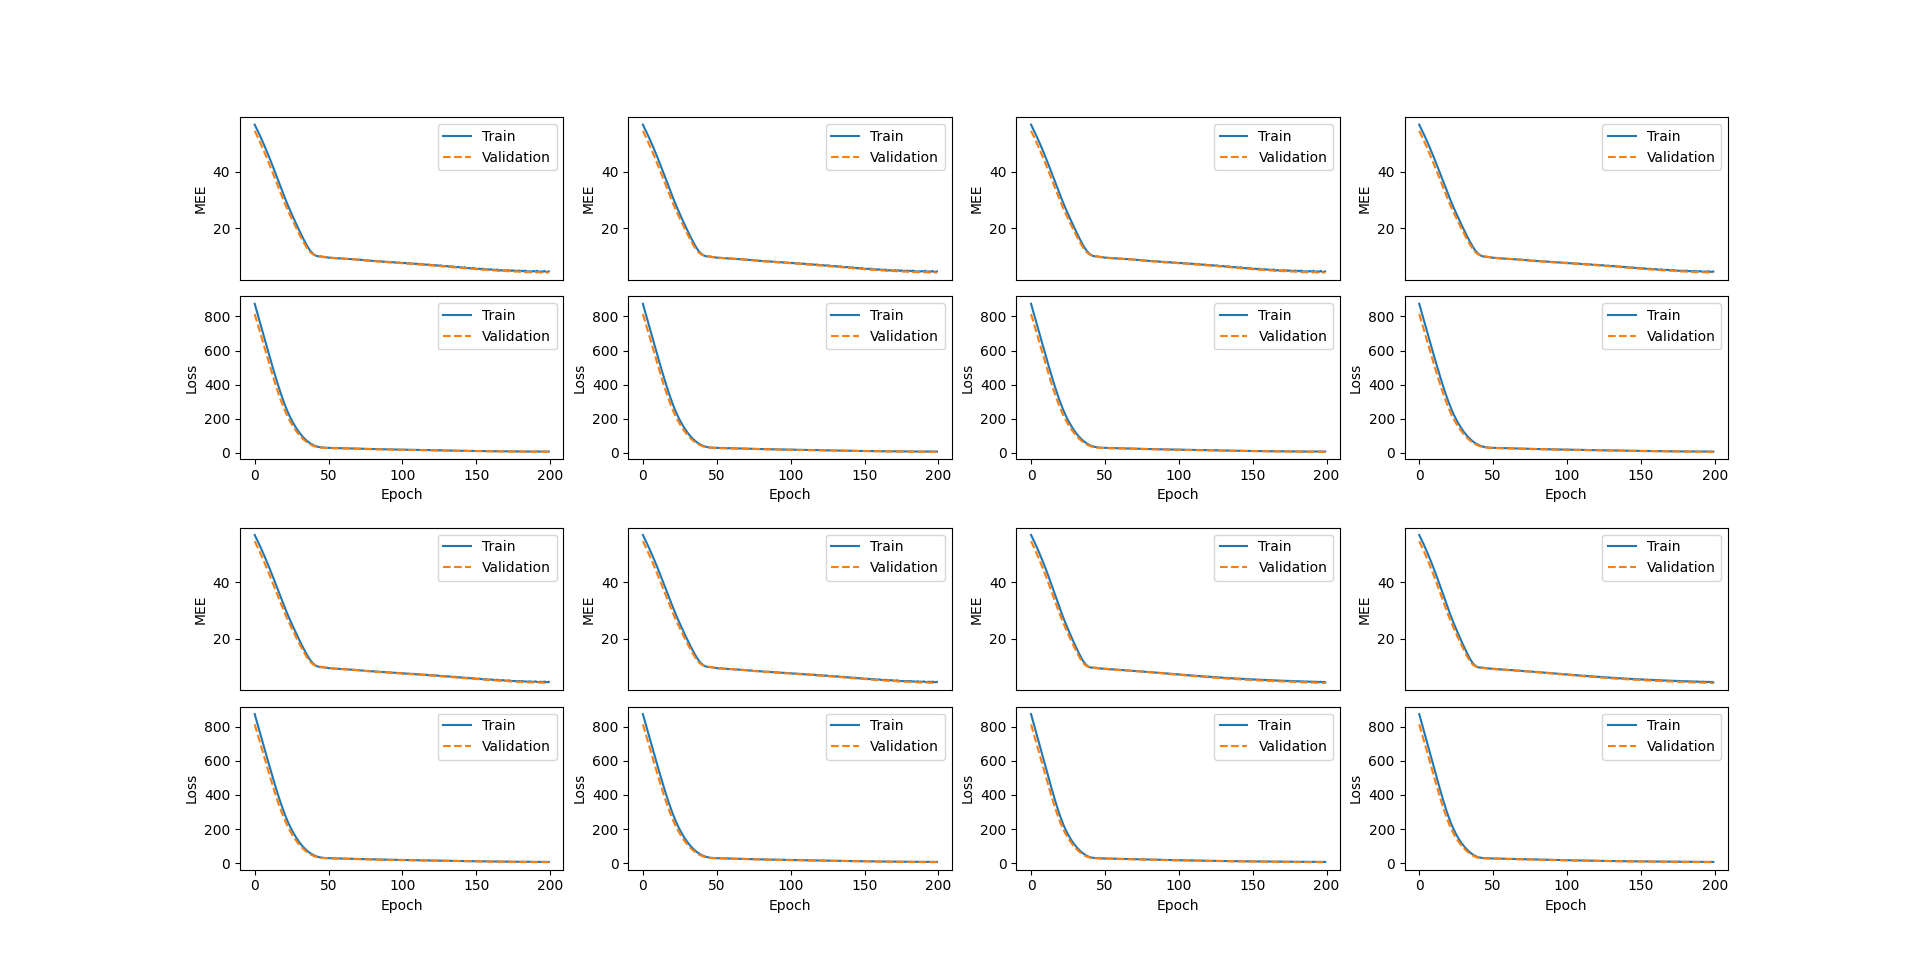 Train Train Train Train
Validation Validation Validation Validation
40 40 40 40
MEE MEE MEE MEE
20 20 20 20
Train Train Train Train
800 800 800 800
Validation Validation Validation Validation
600 600 600 600
Loss Loss Loss Loss
400 400 400 400
200 200 200 200
0 0 0 0
0 50 100 150 200 0 50 100 150 200 0 50 100 150 200 0 50 100 150 200
Epoch Epoch Epoch Epoch
Train Train Train Train
Validation Validation Validation Validation
40 40 40 40
MEE MEE MEE MEE
20 20 20 20
Train Train Train Train
800 800 800 800
Validation Validation Validation Validation
600 600 600 600
Loss Loss Loss Loss
400 400 400 400
200 200 200 200
0 0 0 0
0 50 100 150 200 0 50 100 150 200 0 50 100 150 200 0 50 100 150 200
Epoch Epoch Epoch Epoch